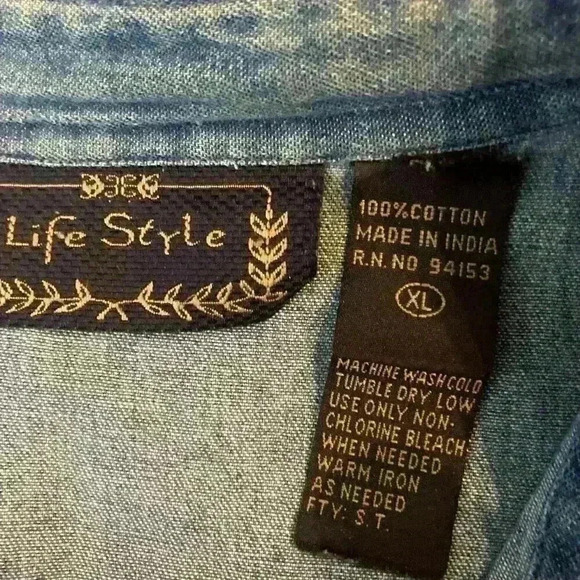 Life Style
100% COTTON
MADE IN INDIA
R.N. NO 94153
XL
MACHINE WASH COLD
TUMBLE DRY LOW
USE ONLY NON-
CHLORINE BLEACH
WHEN NEEDED
WARM IRON
AS NEEDED
FTY: S.T.